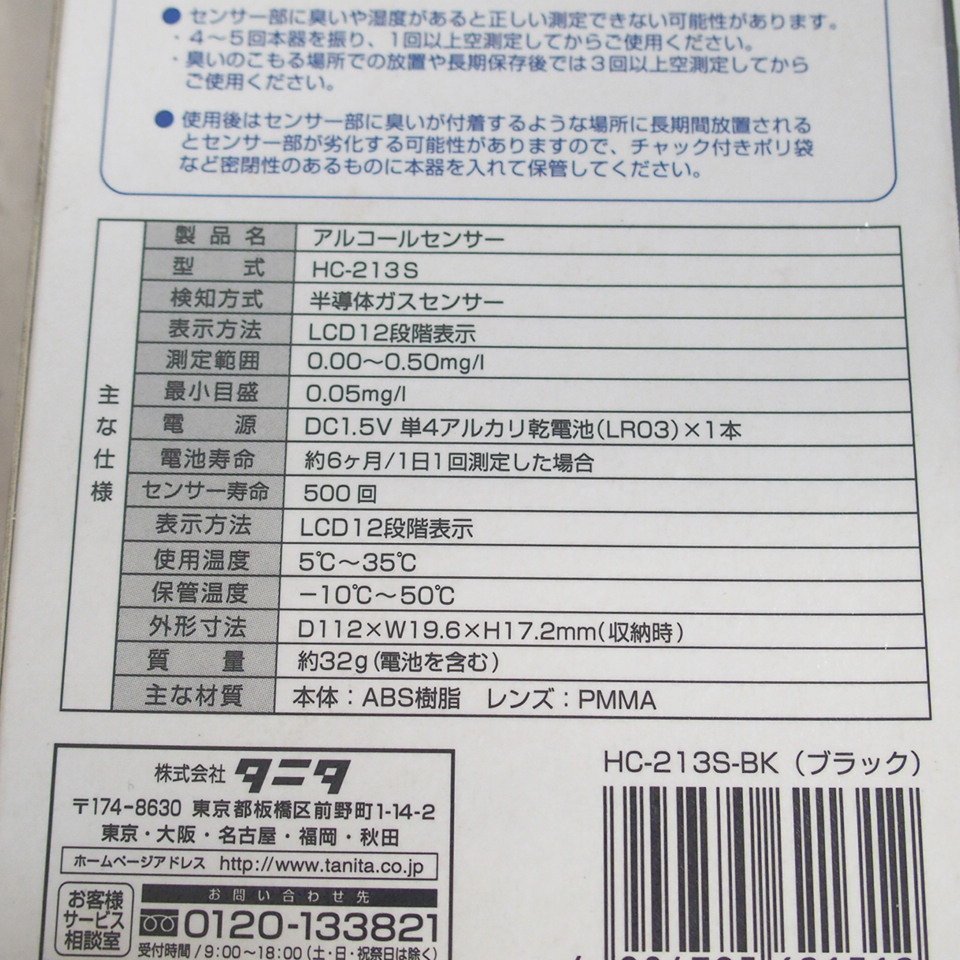 ● センサー部に臭いや湿度があると正しい測定できない可能性があります。
・4〜5回本器を振り、1回以上空測定してからご使用ください。
・臭いのこもる場所での放置や長期保存後では3回以上空測定してから
ご使用ください。
● 使用後はセンサー部に臭いが付着するような場所に長期間放置される
とセンサー部が劣化する可能性がありますので、チャック付きポリ袋
など密閉性のあるものに本器を入れて保管してください。
主な仕様
製品名 アルコールセンサー
型式 HC-213S
検知方式 半導体ガスセンサー
表示方法 LCD12段階表示
測定範囲 0.00〜0.50mg/l
最小目盛 0.05mg/l
電源 DC1.5V 単4アルカリ乾電池(LR03)×1本
電池寿命 約6ヶ月/1日1回測定した場合
センサー寿命 500回
表示方法 LCD12段階表示
使用温度 5℃〜35℃
保管温度 −10℃〜50℃
外形寸法 D112×W19.6×H17.2mm(収納時)
質量 約32g(電池を含む)
主な材質 本体：ABS樹脂 レンズ：PMMA
株式会社 タニタ
〒174-8630 東京都板橋区前野町1-14-2
東京・大阪・名古屋・福岡・秋田
ホームページアドレス http://www.tanita.co.jp
お客様サービス相談室
お問い合わせ先
0120-133821
受付時間/9:00〜18:00(土・日・祝祭日は除く)
HC-213S-BK（ブラック）